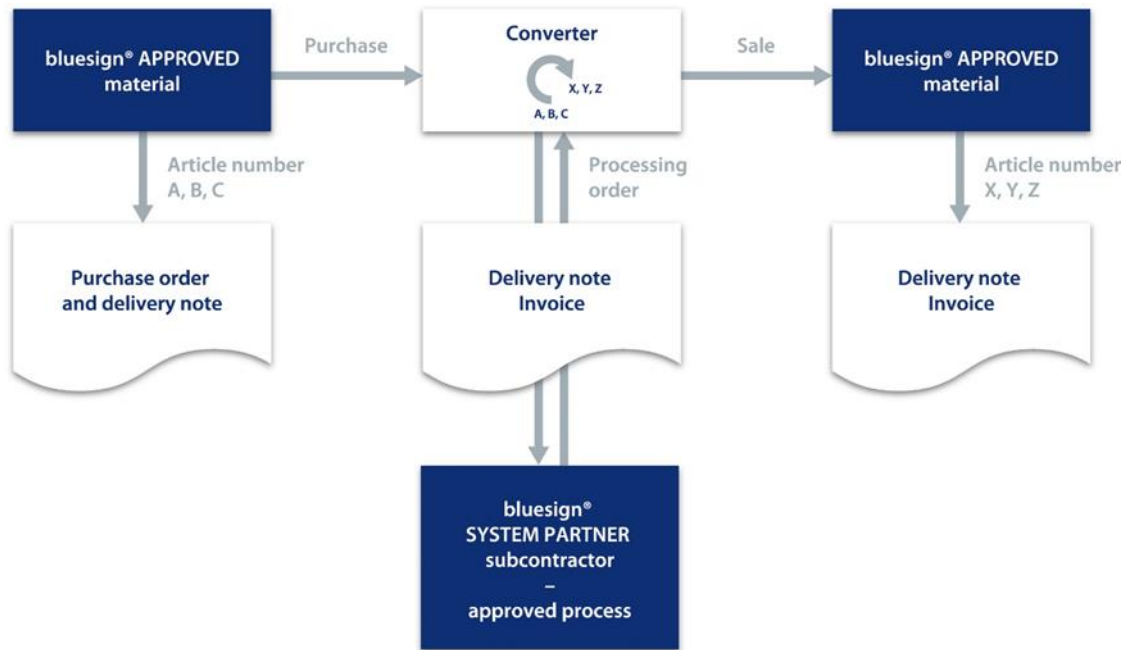 bluesign® APPROVED
material
Purchase
Converter
X, Y, Z
A, B, C
Sale
bluesign® APPROVED
material
Article number
A, B, C
Processing
order
Article number
X, Y, Z
Purchase order
and delivery note
Delivery note
Invoice
Delivery note
Invoice
bluesign®
SYSTEM PARTNER
subcontractor
–
approved process